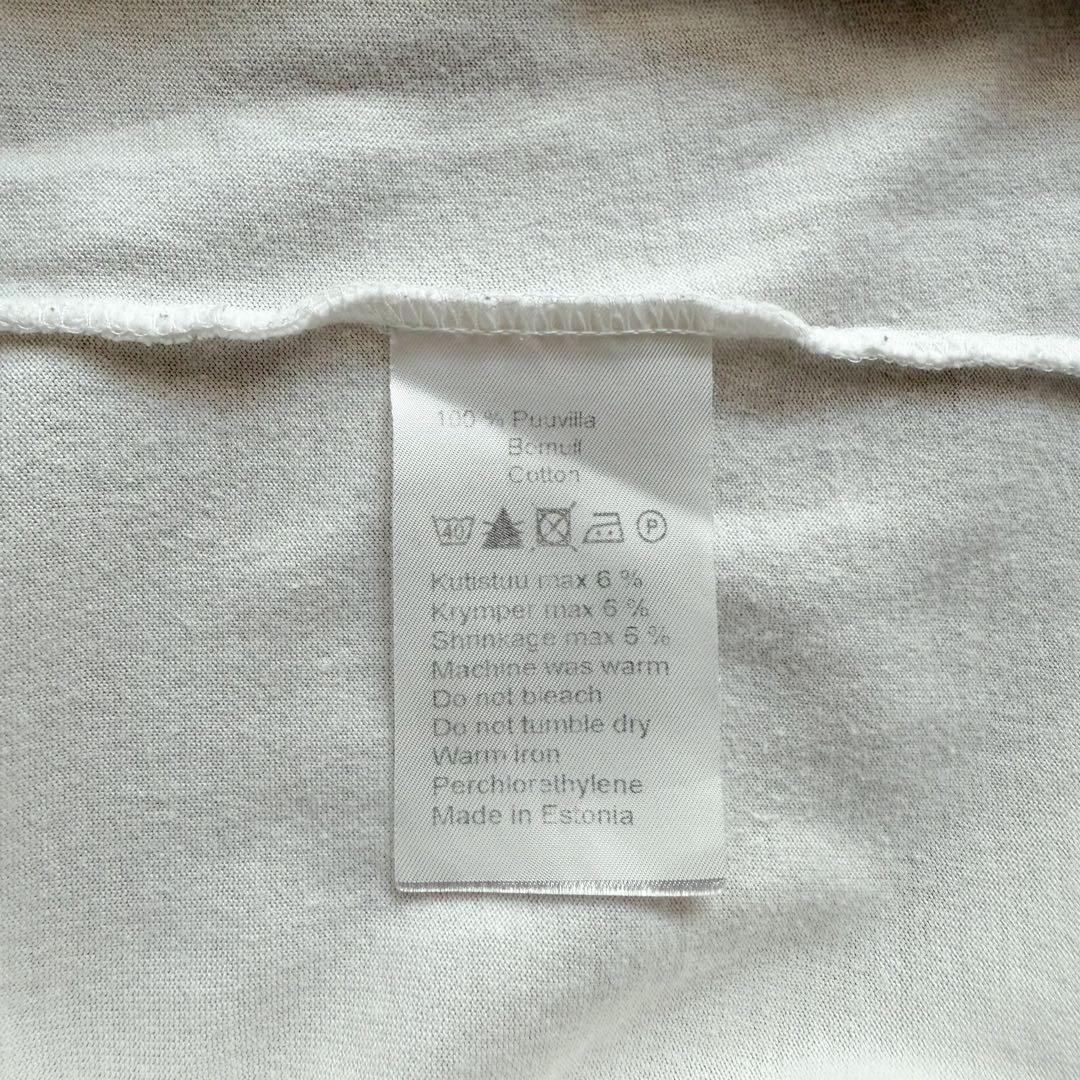 100 % Puuvilla
Bomull
Cotton
40 P
Kutistuu max 6 %
Krymper max 6 %
Shrinkage max 6 %
Machine was warm
Do not bleach
Do not tumble dry
Warm iron
Perchlorethylene
Made in Estonia